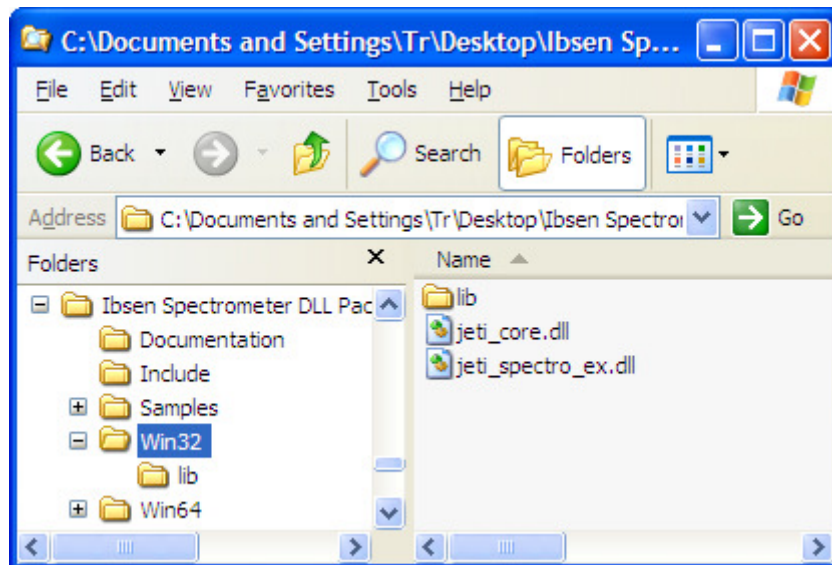 C:\Documents and Settings\Tr\Desktop\Ibsen Sp...
File Edit View Favorites Tools Help
Back Search Folders
Address C:\Documents and Settings\Tr\Desktop\Ibsen Spectro Go
Folders
Name
Ibsen Spectrometer DLL Pac
Documentation
Include
Samples
Win32
lib
Win64
lib
jeti_core.dll
jeti_spectro_ex.dll